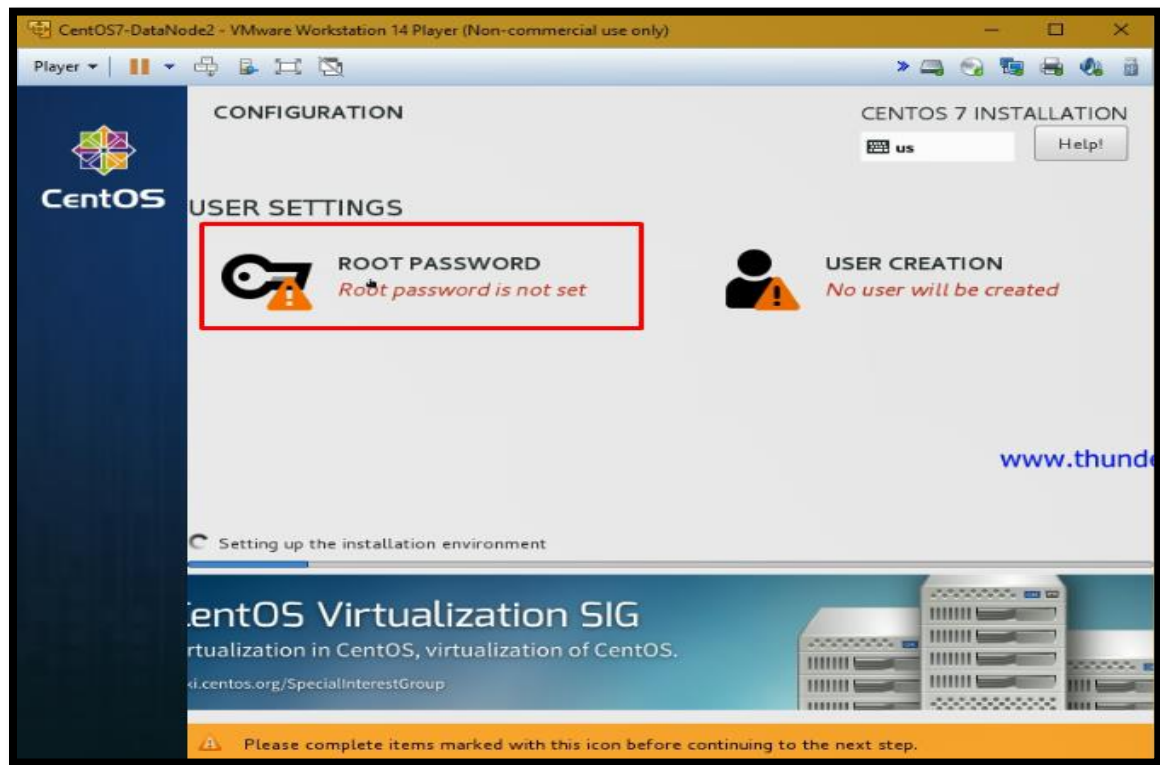 CentOS7-DataNode2 - VMware Workstation 14 Player (Non-commercial use only)
Player
CONFIGURATION
CENTOS 7 INSTALLATION
us
Help!
CentOS
USER SETTINGS
ROOT PASSWORD
Root password is not set
USER CREATION
No user will be created
www.thund
Setting up the installation environment
entOS Virtualization SIG
rtualization in CentOS, virtualization of CentOS.
ki.centos.org/SpecialInterestGroup
Please complete items marked with this icon before continuing to the next step.